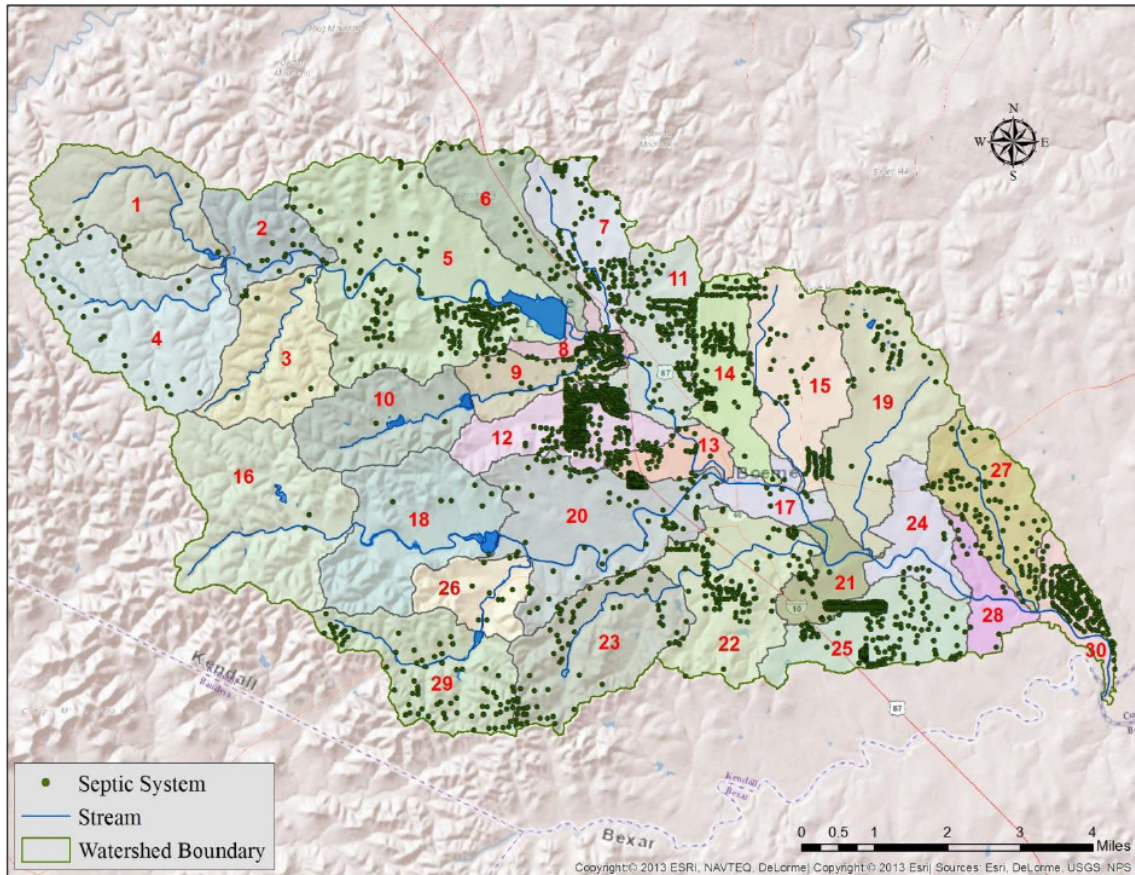 N
W E
S
1
2
6
7
5
11
4
3
8
87
9
14
15
10
19
12
13
27
16
Boerne
18
20
17
24
26
21
10
28
23
22
25
30
29
Kendall
87
Kendall
Bexar
Bexar
Septic System
Stream
Watershed Boundary
0 0.5 1 2 3 4
Miles
Copyright:© 2013 ESRI, NAVTEQ, DeLorme| Copyright:© 2013 Esri| Sources: Esri, DeLorme, USGS, NPS